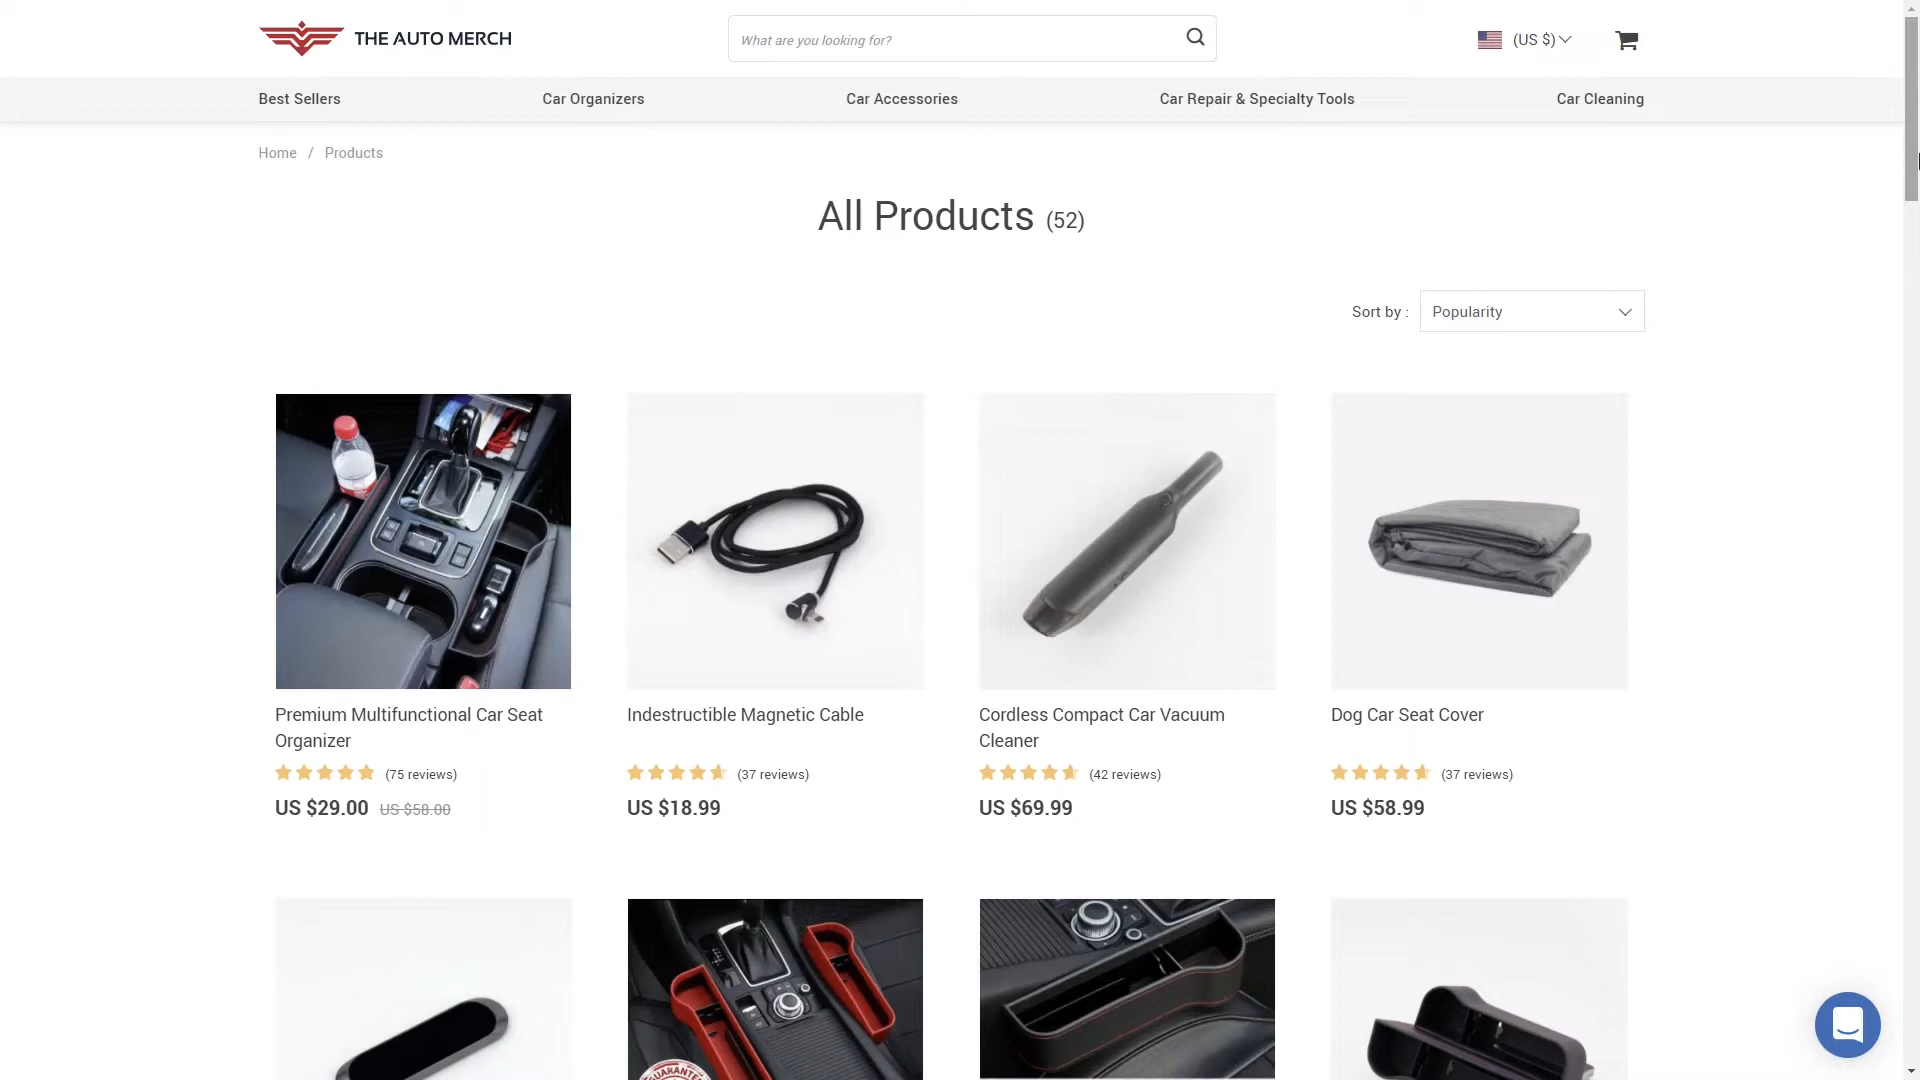 THE AUTO MERCH
What are you looking for?
(US $)
Best Sellers
Car Organizers
Car Accessories
Car Repair & Specialty Tools
Car Cleaning
Home / Products
All Products (52)
Sort by : Popularity
Premium Multifunctional Car Seat
Organizer
(75 reviews)
US $29.00 US $58.00
Indestructible Magnetic Cable
(37 reviews)
US $18.99
Cordless Compact Car Vacuum
Cleaner
(42 reviews)
US $69.99
Dog Car Seat Cover
(37 reviews)
US $58.99